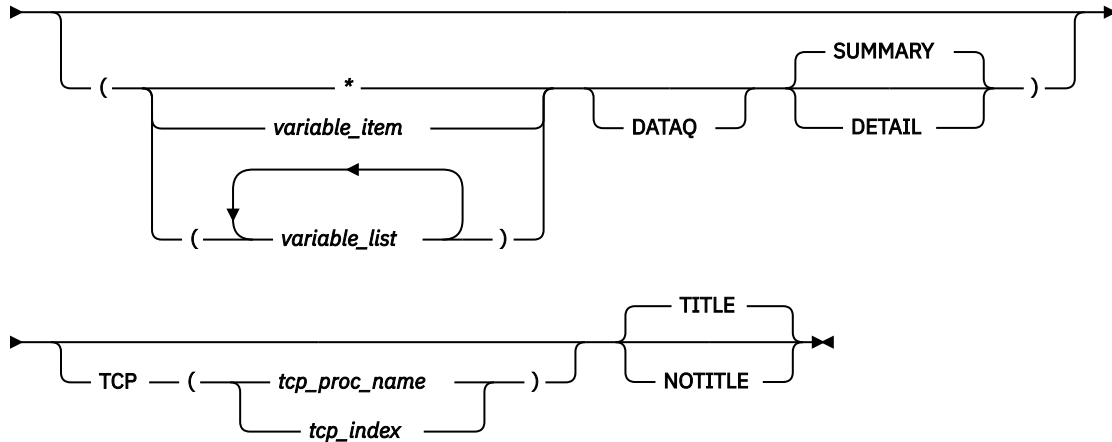 SUMMARY
( * DATAQ )
variable_item DETAIL
( variable_list )
TITLE
TCP ( tcp_proc_name ) NOTITLE
tcp_index